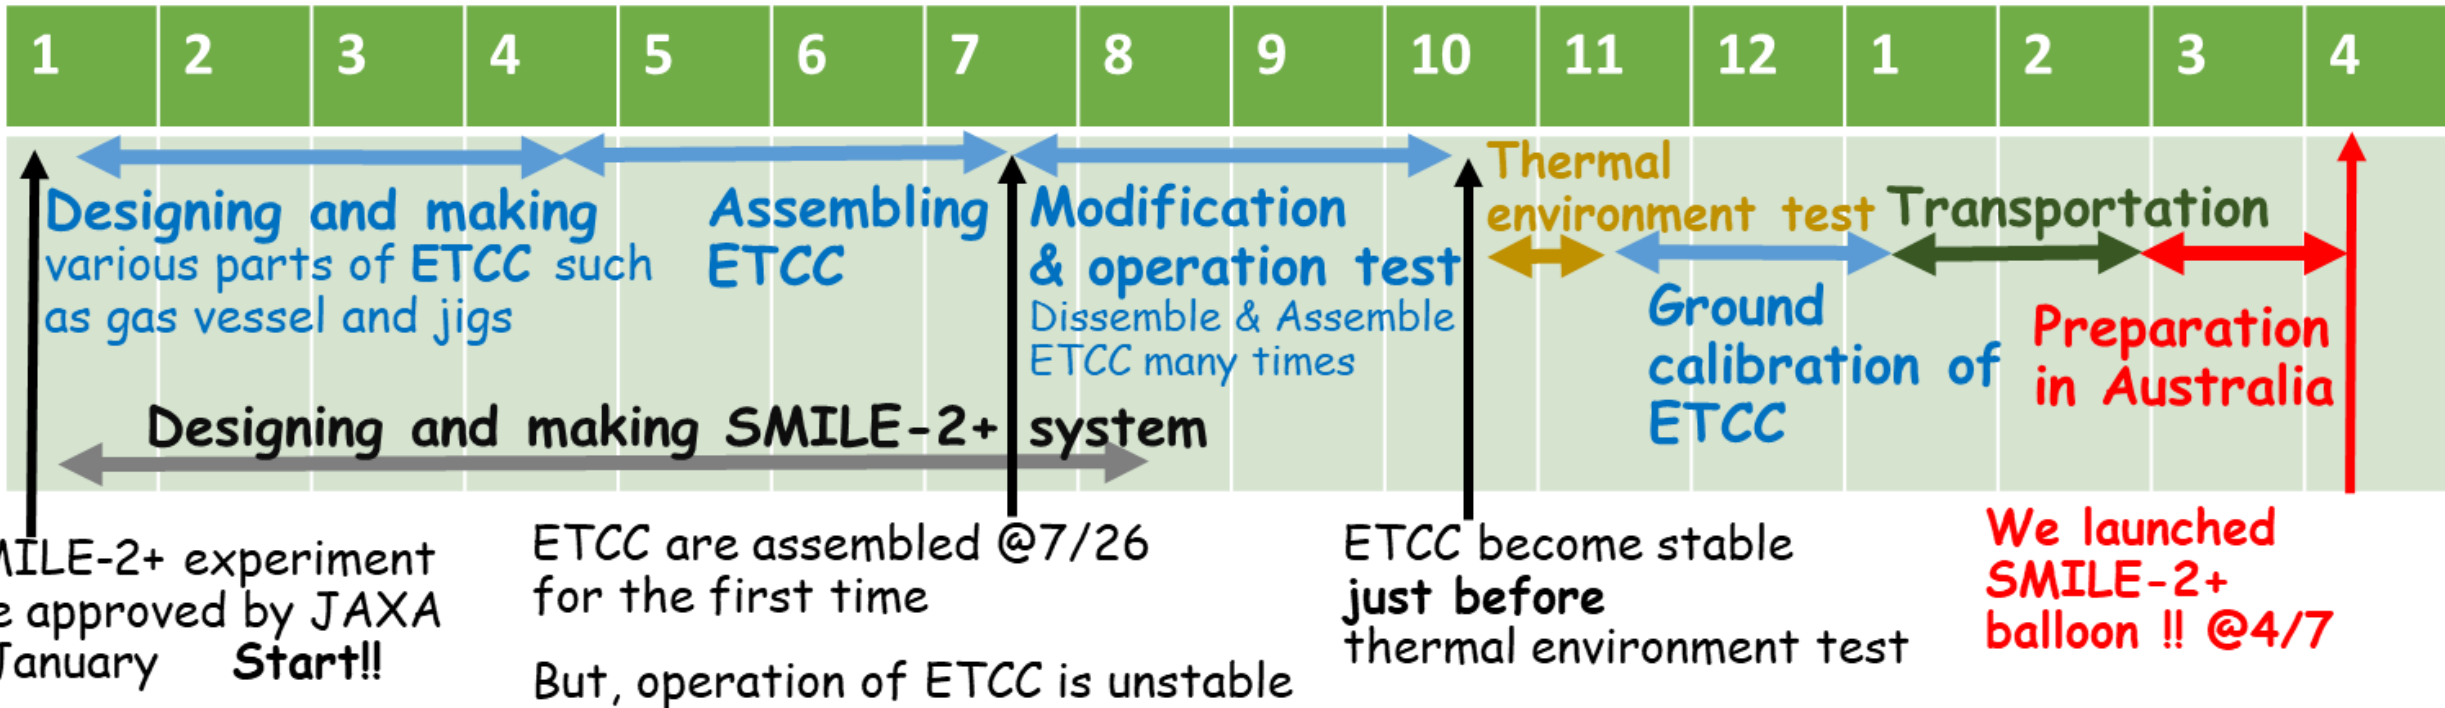 1 2 3 4 5 6 7 8 9 10 11 12 1 2 3 4
Designing and making
various parts of ETCC such
as gas vessel and jigs
Assembling
ETCC
Modification
& operation test
Dissemble & Assemble
ETCC many times
Thermal
environment test
Transportation
Ground
calibration of
ETCC
Preparation
in Australia
Designing and making SMILE-2+ system
MILE-2+ experiment
e approved by JAXA
January Start!!
ETCC are assembled @7/26
for the first time
But, operation of ETCC is unstable
ETCC become stable
just before
thermal environment test
We launched
SMILE-2+
balloon !! @4/7